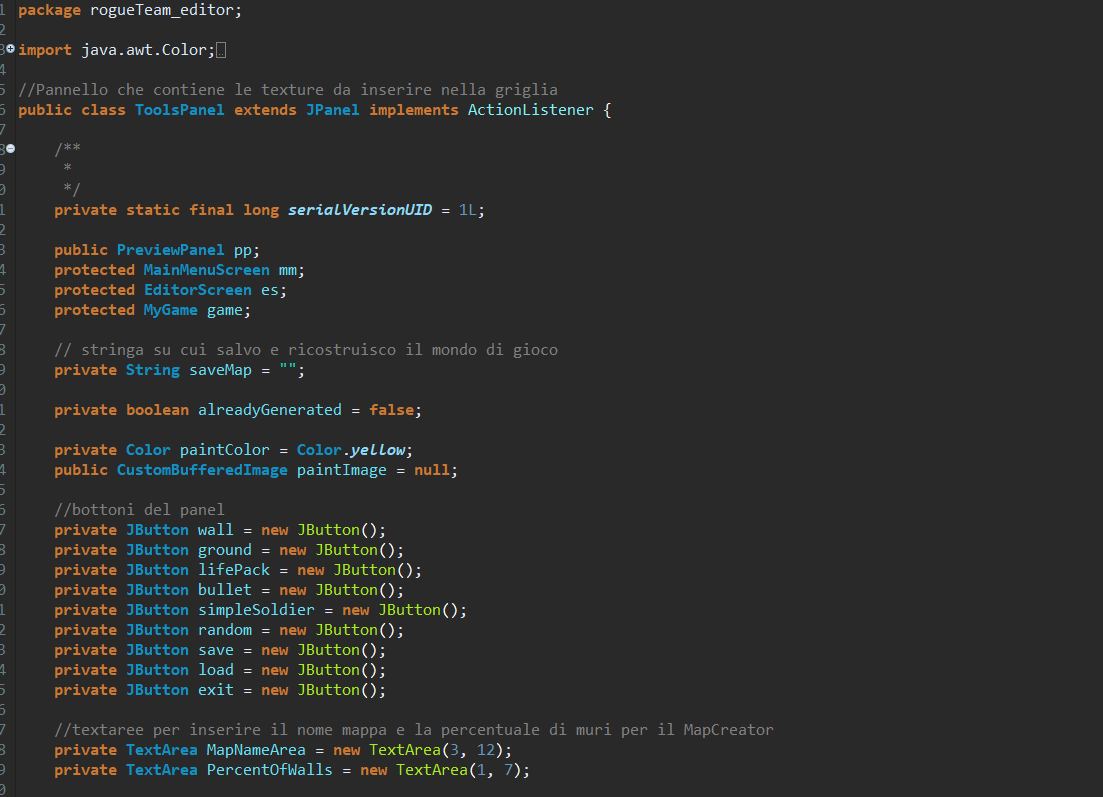 1 package rogueTeam_editor;
2
3 import java.awt.Color;
4
5 //Pannello che contiene le texture da inserire nella griglia
6 public class ToolsPanel extends JPanel implements ActionListener {
7
8 /**
9 *
0 */
1 private static final long serialVersionUID = 1L;
2
3 public PreviewPanel pp;
4 protected MainMenuScreen mm;
5 protected EditorScreen es;
6 protected MyGame game;
7
8 // stringa su cui salvo e ricostruisco il mondo di gioco
9 private String saveMap = "";
0
1 private boolean alreadyGenerated = false;
2
3 private Color paintColor = Color.yellow;
4 public CustomBufferedImage paintImage = null;
5
6 //bottoni del panel
7 private JButton wall = new JButton();
8 private JButton ground = new JButton();
9 private JButton lifePack = new JButton();
0 private JButton bullet = new JButton();
1 private JButton simpleSoldier = new JButton();
2 private JButton random = new JButton();
3 private JButton save = new JButton();
4 private JButton load = new JButton();
5 private JButton exit = new JButton();
6
7 //textaree per inserire il nome mappa e la percentuale di muri per il MapCreator
8 private TextArea MapNameArea = new TextArea(3, 12);
9 private TextArea PercentOfWalls = new TextArea(1, 7);
0